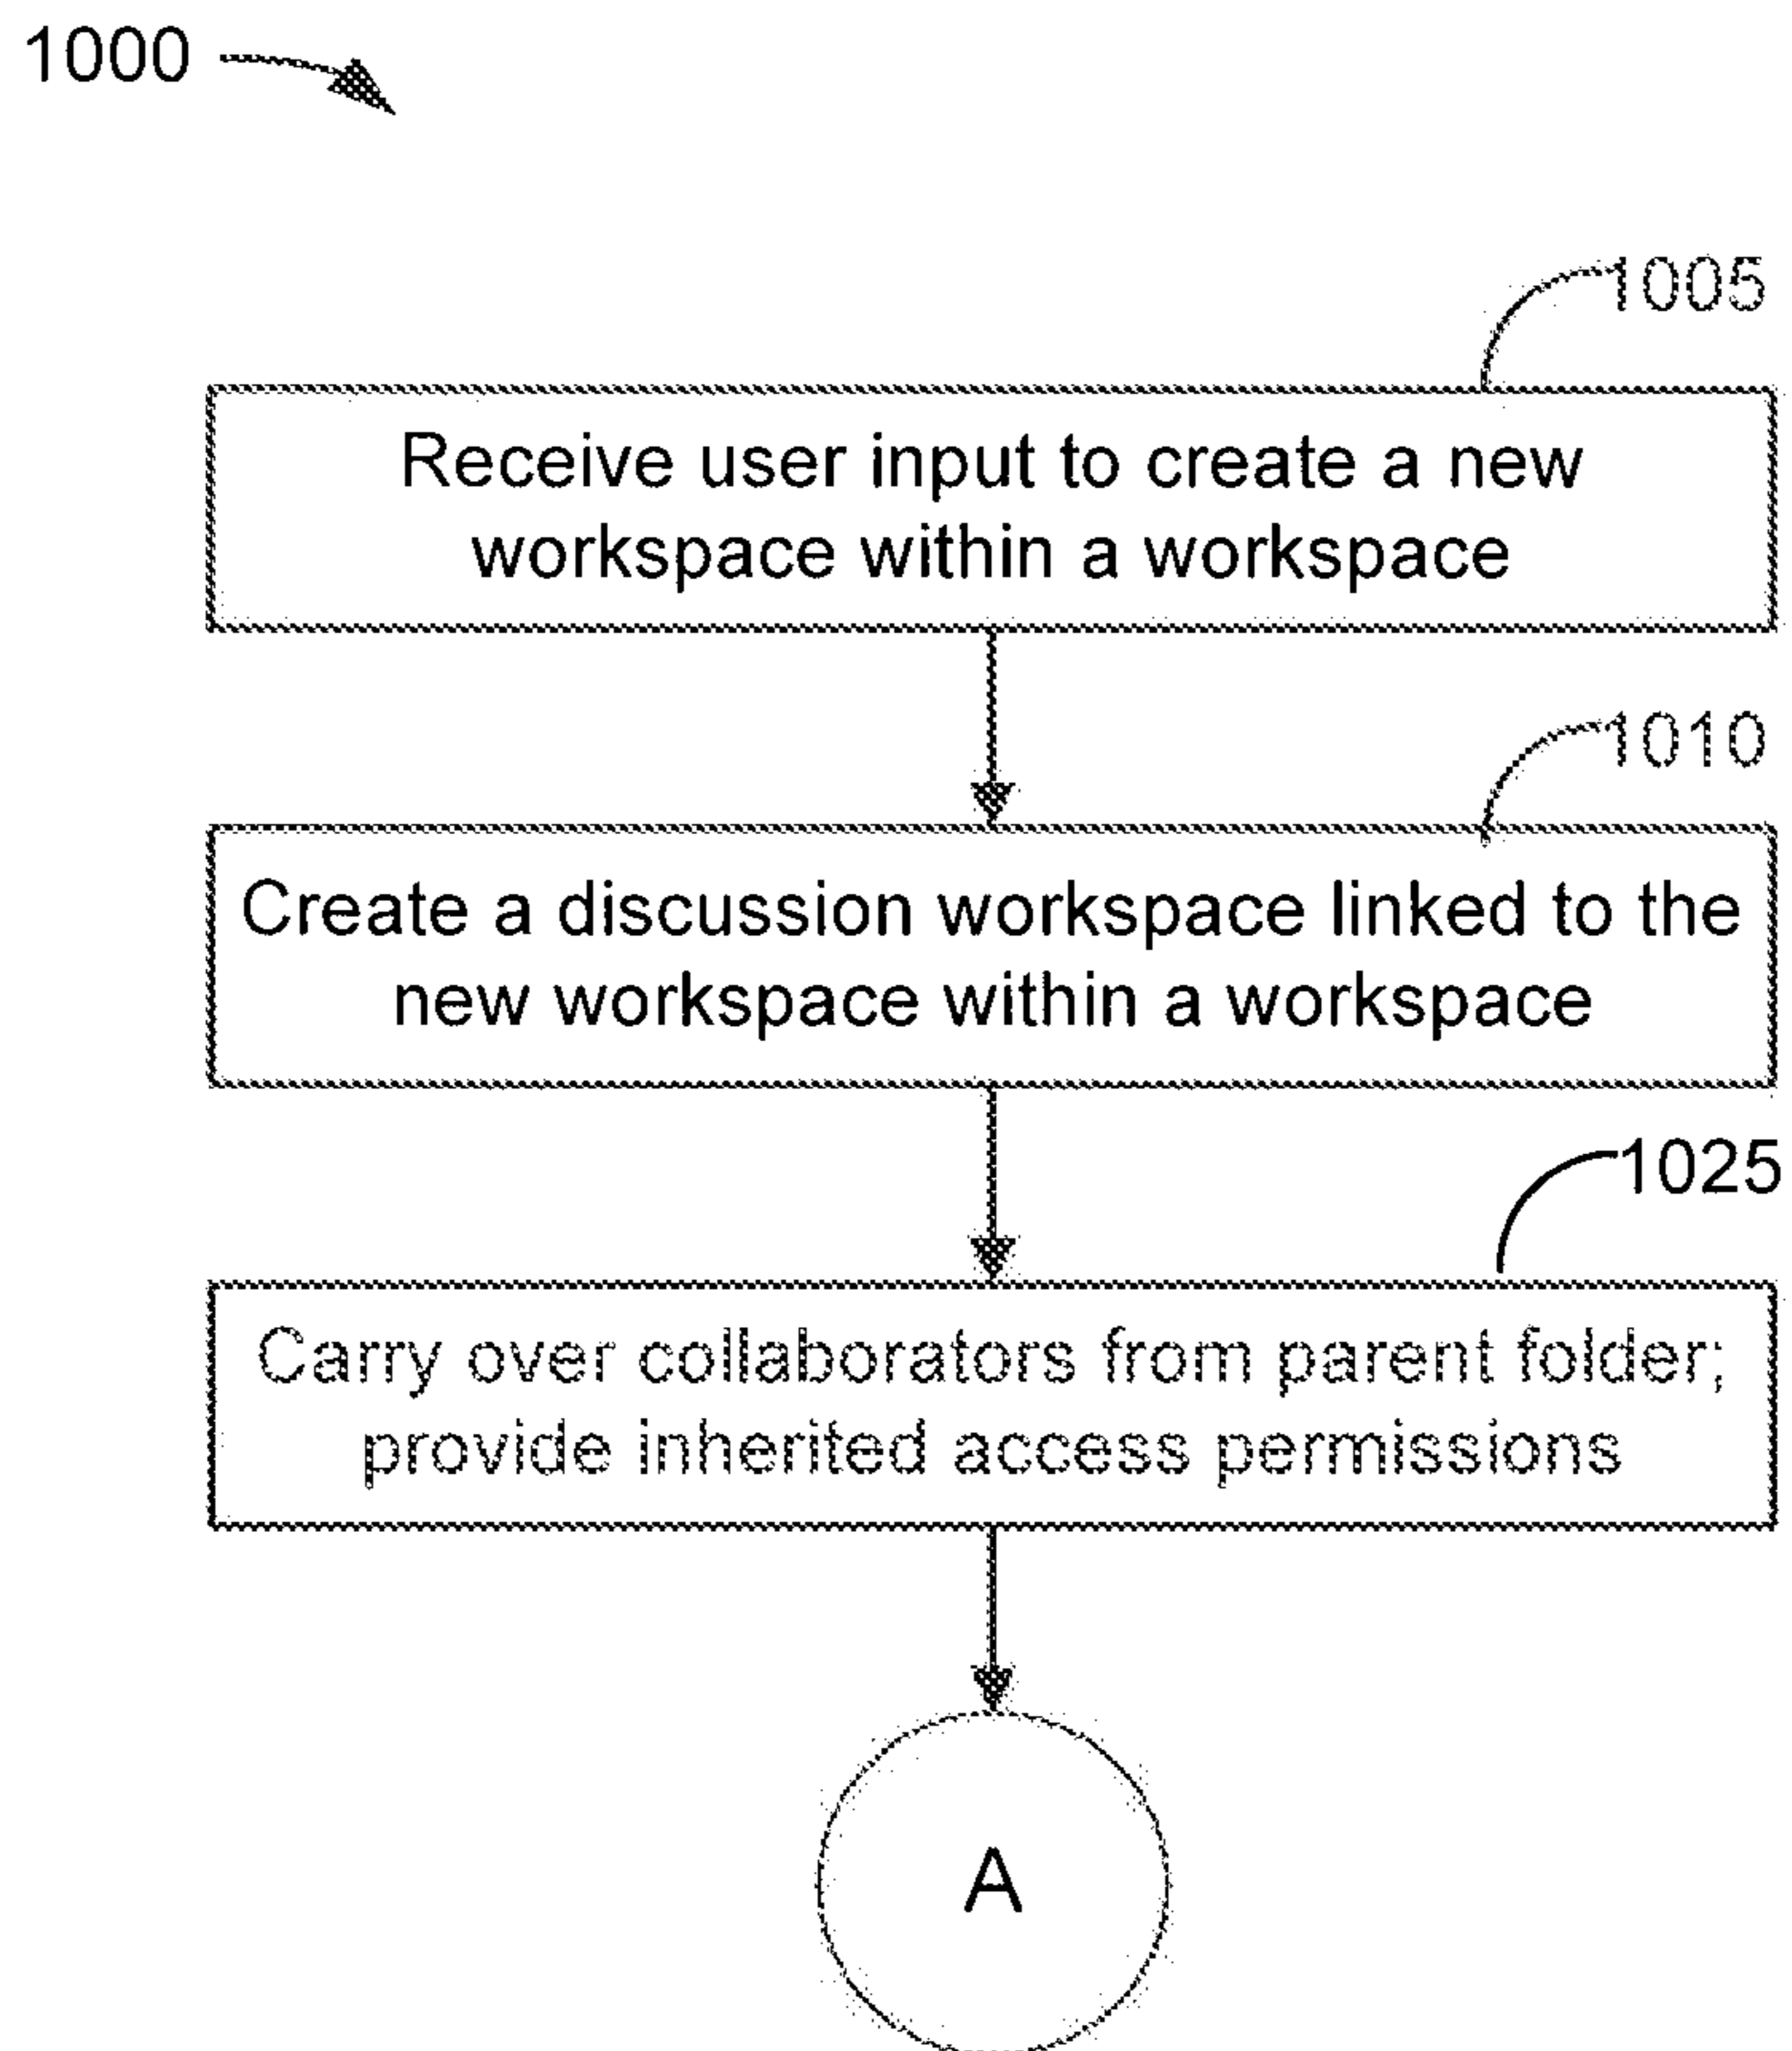 1000
1005
Receive user input to create a new
workspace within a workspace
1010
Create a discussion workspace linked to the
new workspace within a workspace
1025
Carry over collaborators from parent folder;
provide inherited access permissions
A